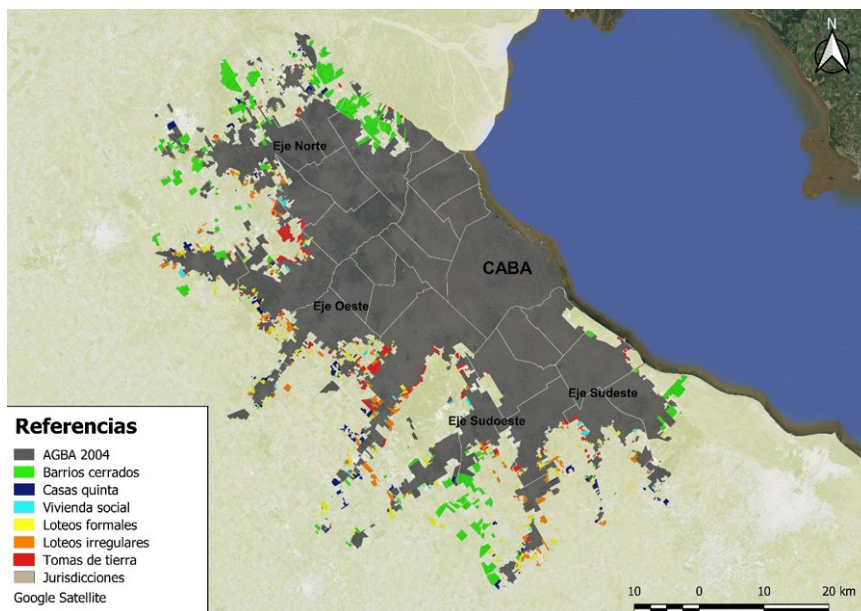 N
Eje Norte
CABA
Eje Oeste
Eje Sudeste
Eje Sudoeste
Referencias
AGBA 2004
Barrios cerrados
Casas quinta
Vivienda social
Loteos formales
Loteos irregulares
Tomas de tierra
Jurisdicciones
Google Satellite
10 0 10 20 km